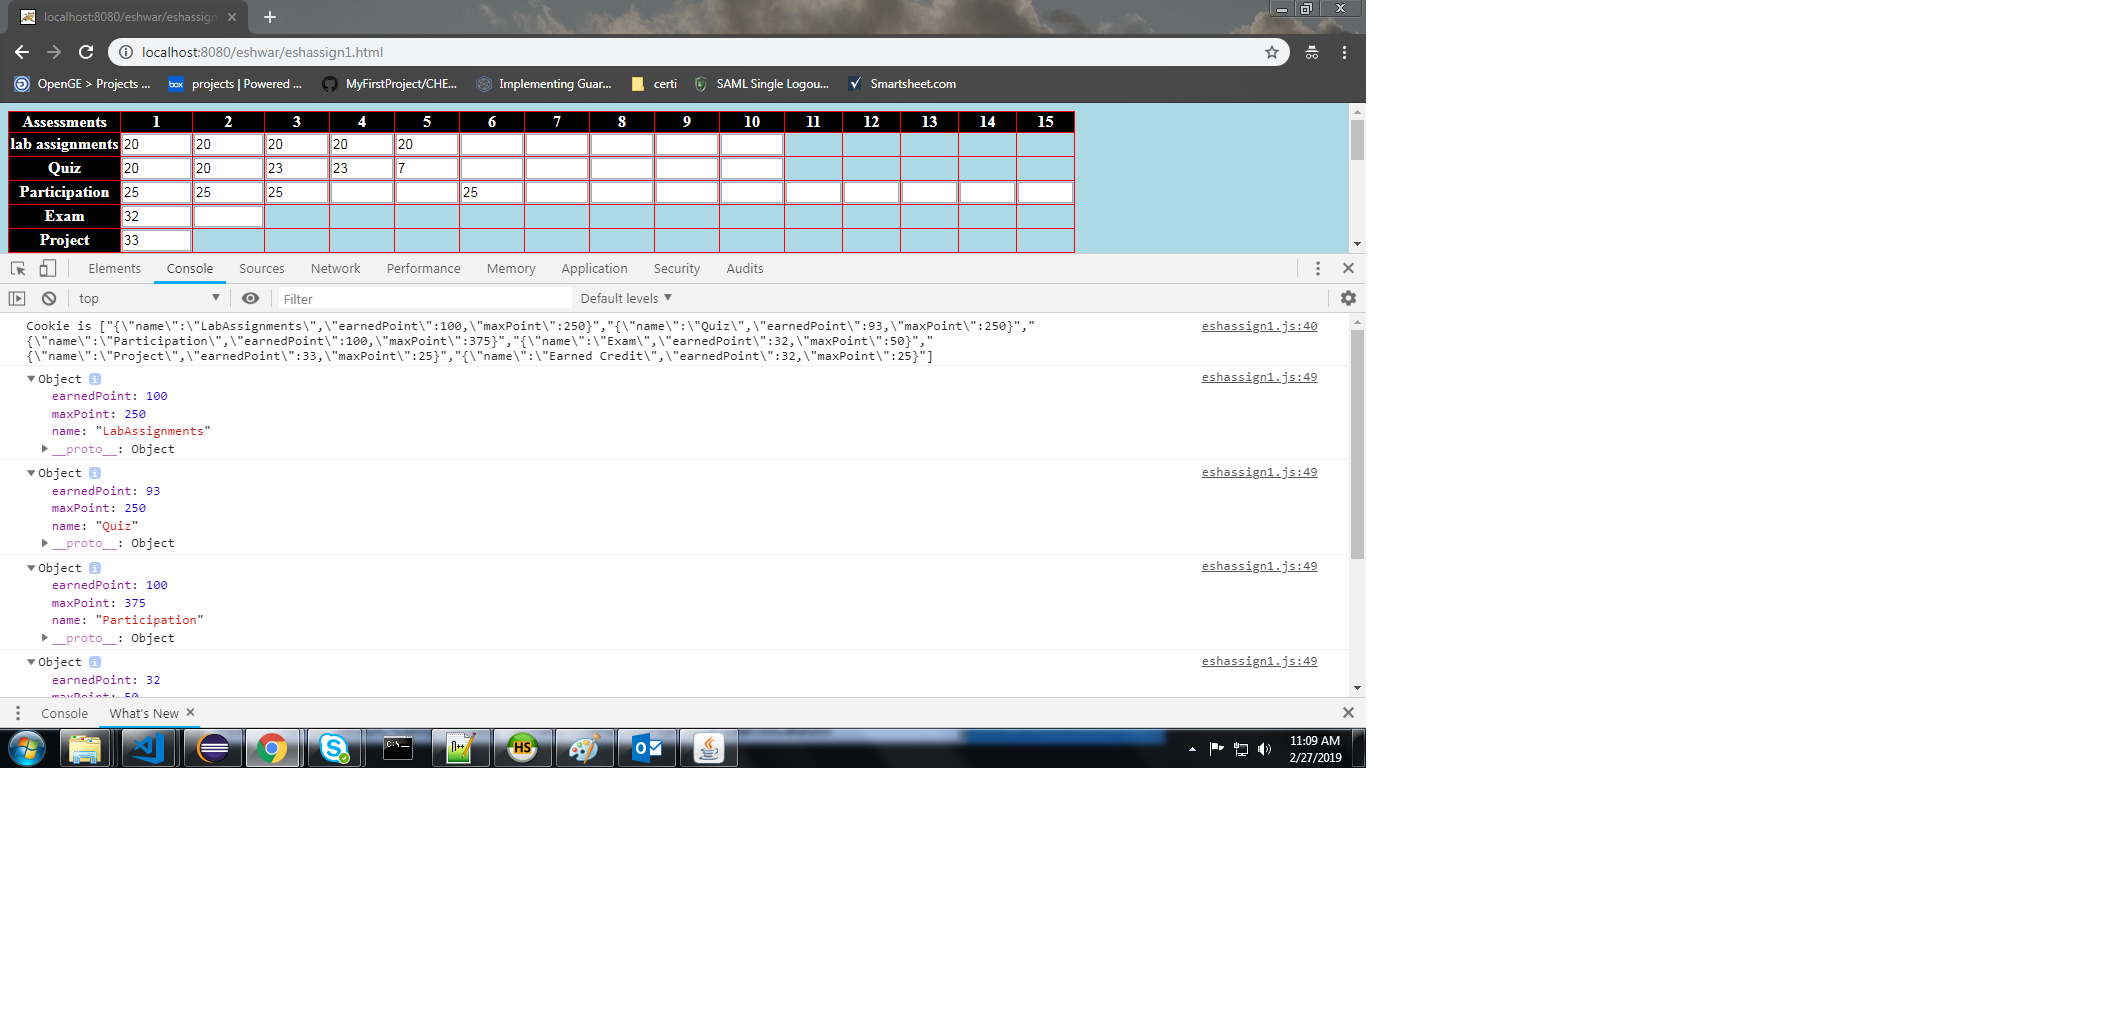 localhost:8080/eshwar/eshassign
localhost:8080/eshwar/eshassign1.html
OpenGE > Projects ... box projects | Powered ... MyFirstProject/CHE... Implementing Guar... certi SAML Single Logou... Smartsheet.com
Assessments 1 2 3 4 5 6 7 8 9 10 11 12 13 14 15
lab assignments 20 20 20 20 20
Quiz 20 20 23 23 7
Participation 25 25 25 25
Exam 32
Project 33
Elements Console Sources Network Performance Memory Application Security Audits
top Filter Default levels
Cookie is ["{\"name\":\"LabAssignments\",\"earnedPoint\":100,\"maxPoint\":250}","{\"name\":\"Quiz\",\"earnedPoint\":93,\"maxPoint\":250}"," eshassign1.js:40
{\"name\":\"Participation\",\"earnedPoint\":100,\"maxPoint\":375}","{\"name\":\"Exam\",\"earnedPoint\":32,\"maxPoint\":50}","
{\"name\":\"Project\",\"earnedPoint\":33,\"maxPoint\":25}","{\"name\":\"Earned Credit\",\"earnedPoint\":32,\"maxPoint\":25}"]
Object i eshassign1.js:49
earnedPoint: 100
maxPoint: 250
name: "LabAssignments"
__proto__: Object
Object i eshassign1.js:49
earnedPoint: 93
maxPoint: 250
name: "Quiz"
__proto__: Object
Object i eshassign1.js:49
earnedPoint: 100
maxPoint: 375
name: "Participation"
__proto__: Object
Object i eshassign1.js:49
earnedPoint: 32
maxPoint: 50
Console What's New
C:\ HS 11:09 AM
2/27/2019